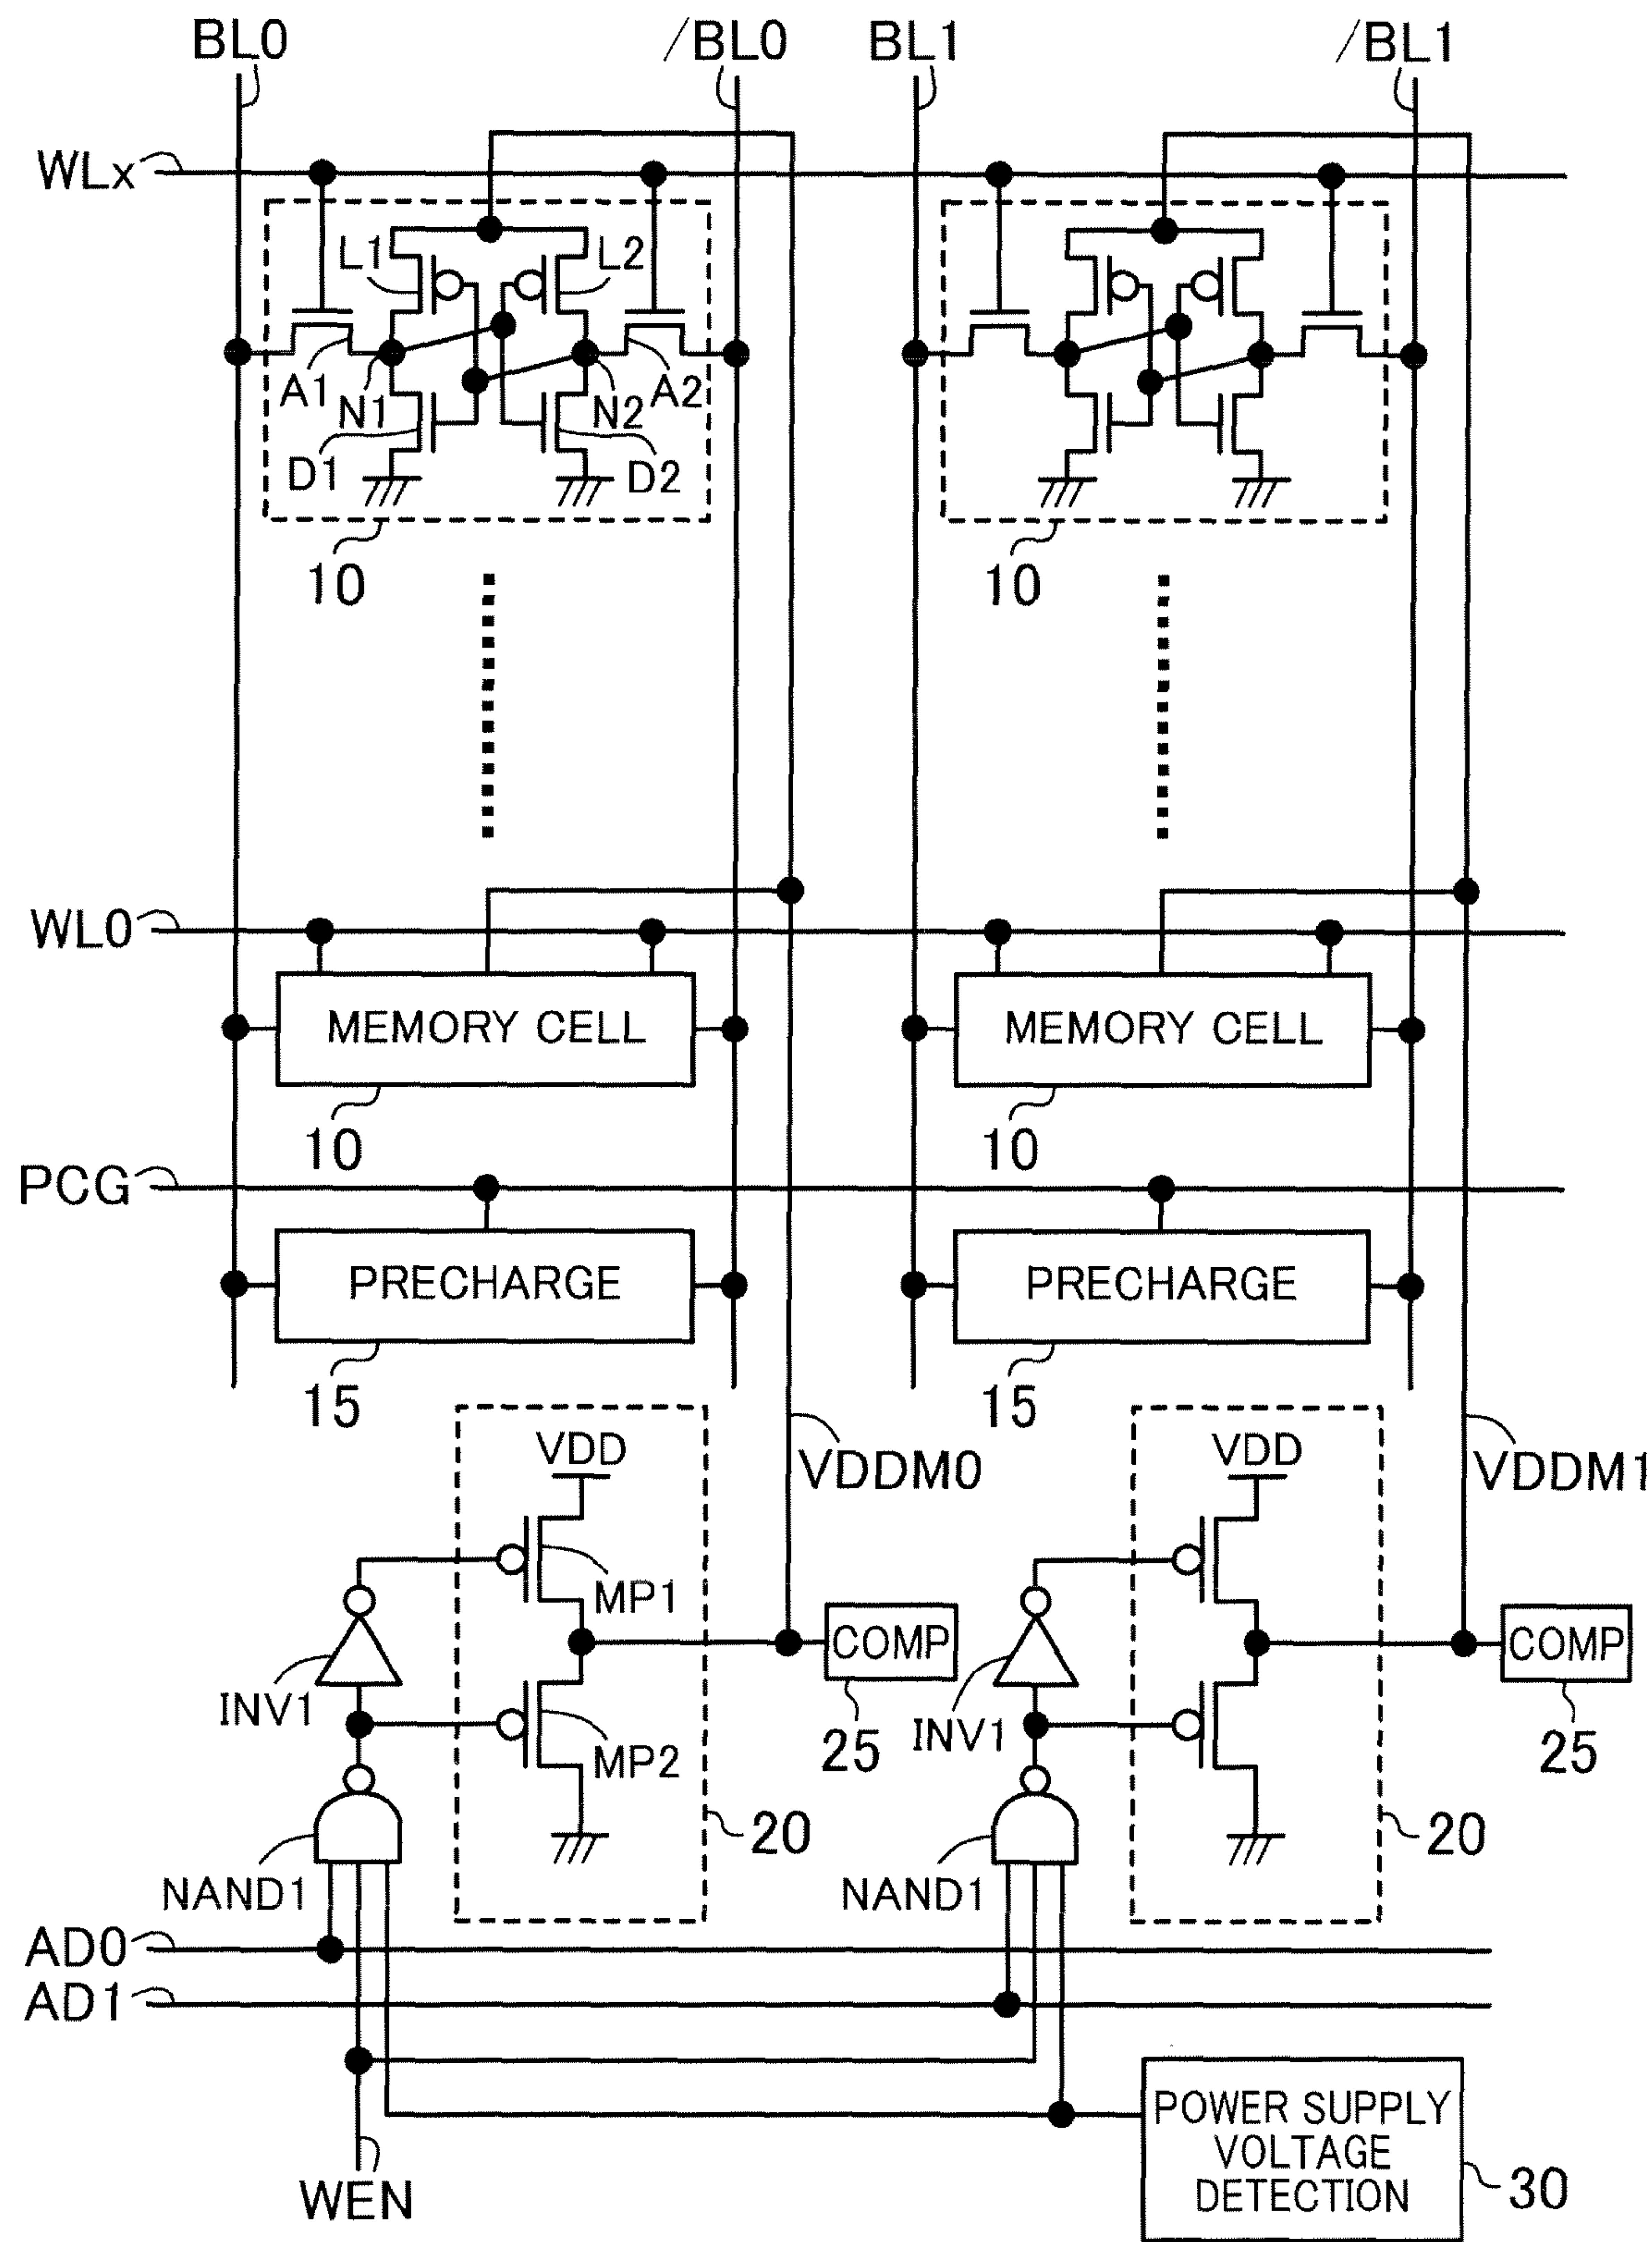 BL0 /BL0 BL1 /BL1
WLx
L1 L2
A1 N1 N2 A2
D1 D2
10 10
WL0
MEMORY CELL MEMORY CELL
10 10
PCG
PRECHARGE PRECHARGE
15 15
VDD VDD
VDDM0 VDDM1
MP1
COMP COMP
INV1 INV1
MP2 25 25
20 20
NAND1 NAND1
AD0
AD1
POWER SUPPLY
VOLTAGE
DETECTION
30
WEN